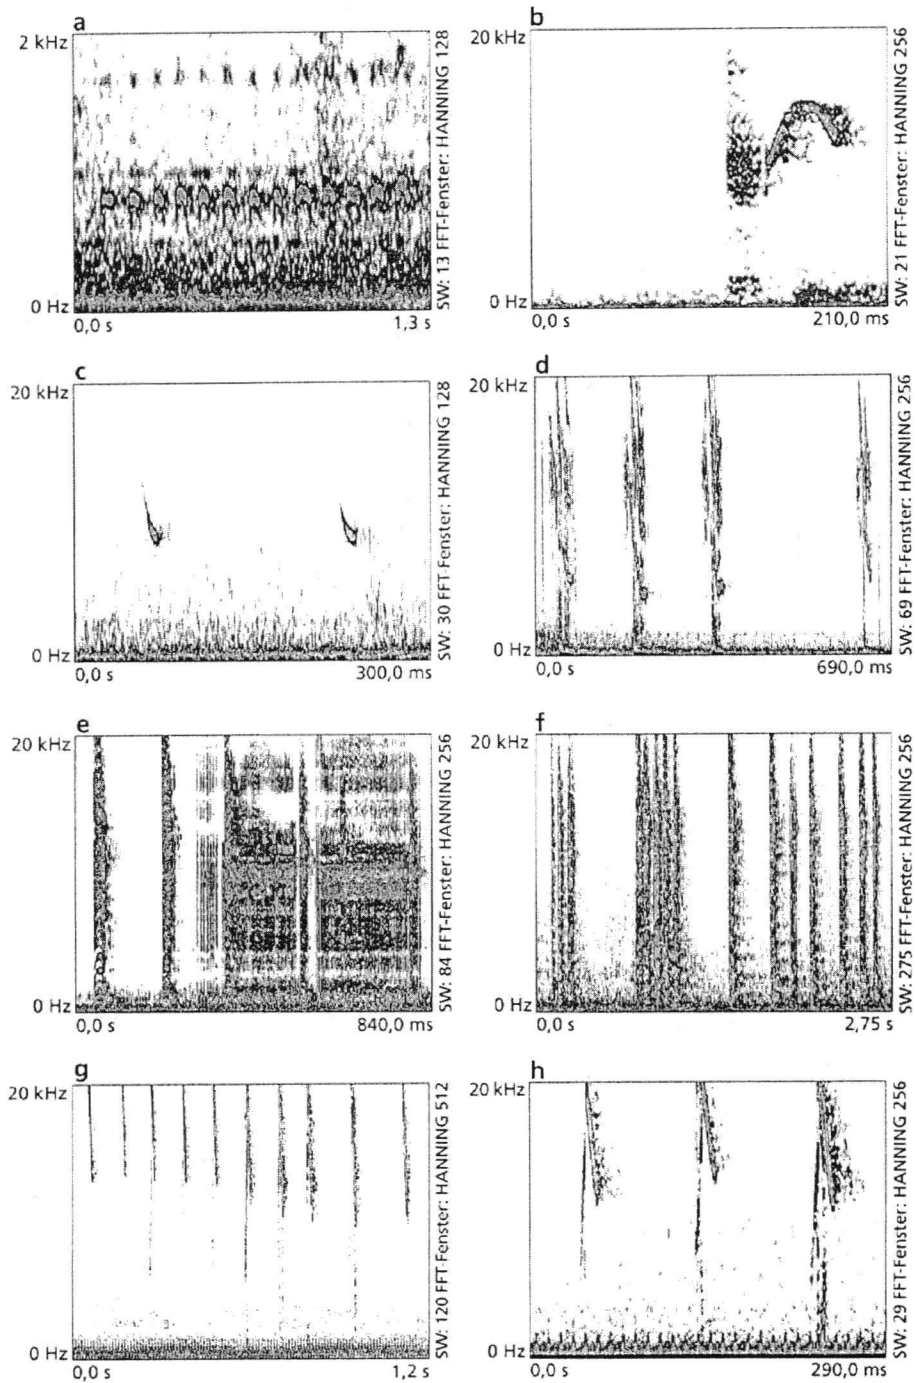 a
2 kHz
0 Hz
0,0 s
1,3 s
SW: 13 FFT-Fenster: HANNING 128
b
20 kHz
0 Hz
0,0 s
210,0 ms
SW: 21 FFT-Fenster: HANNING 256
c
20 kHz
0 Hz
0,0 s
300,0 ms
SW: 30 FFT-Fenster: HANNING 128
d
20 kHz
0 Hz
0,0 s
690,0 ms
SW: 69 FFT-Fenster: HANNING 256
e
20 kHz
0 Hz
0,0 s
840,0 ms
SW: 84 FFT-Fenster: HANNING 256
f
20 kHz
0 Hz
0,0 s
2,75 s
SW: 275 FFT-Fenster: HANNING 256
g
20 kHz
0 Hz
0,0 s
1,2 s
SW: 120 FFT-Fenster: HANNING 512
h
20 kHz
0 Hz
0,0 s
290,0 ms
SW: 29 FFT-Fenster: HANNING 256